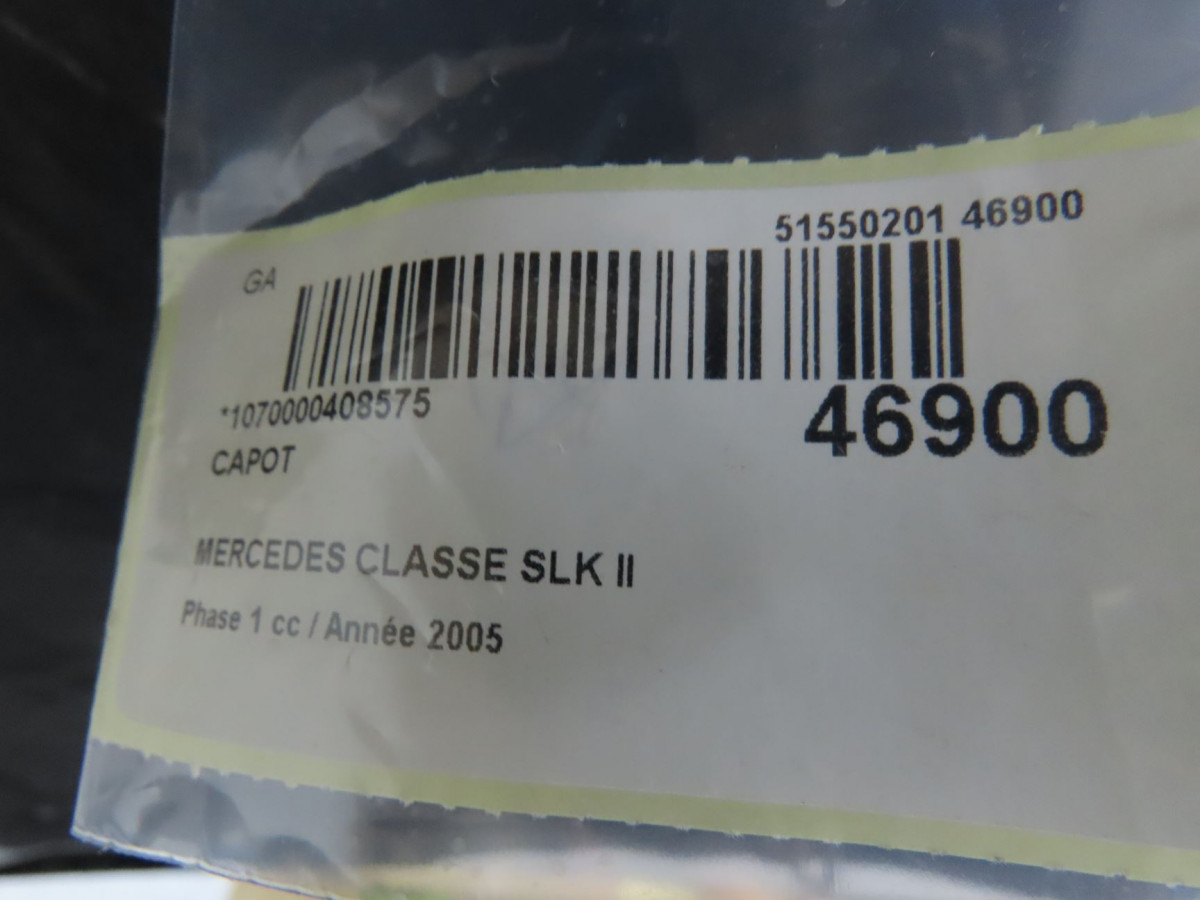 51550201 46900
GA
*1070000408575
46900
CAPOT
MERCEDES CLASSE SLK II
Phase 1 cc / Année 2005